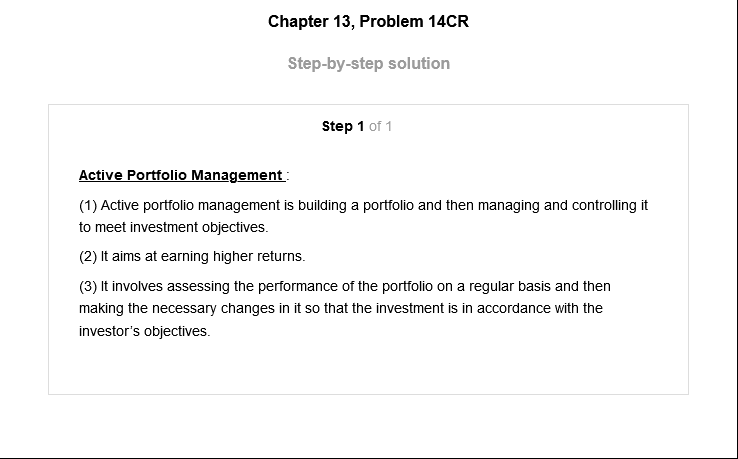 Chapter 13, Problem 14CR
Step-by-step solution
Step 1 of 1
Active Portfolio Management :
(1) Active portfolio management is building a portfolio and then managing and controlling it
to meet investment objectives.
(2) It aims at earning higher returns.
(3) It involves assessing the performance of the portfolio on a regular basis and then
making the necessary changes in it so that the investment is in accordance with the
investor's objectives.